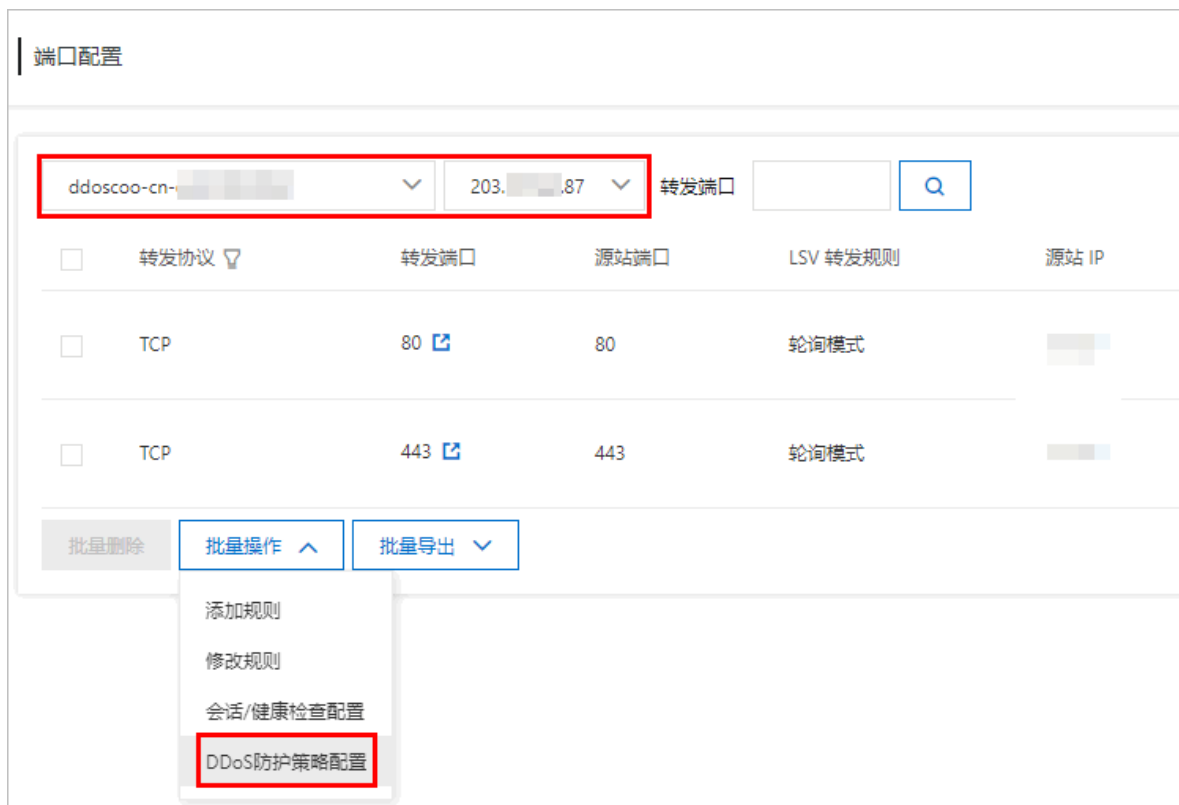 端口配置
ddoscoo-cn- 203. .87 转发端口
转发协议 转发端口 源站端口 LSV 转发规则 源站 IP
TCP 80 80 轮询模式
TCP 443 443 轮询模式
批量删除 批量操作 批量导出
添加规则
修改规则
会话/健康检查配置
DDoS防护策略配置